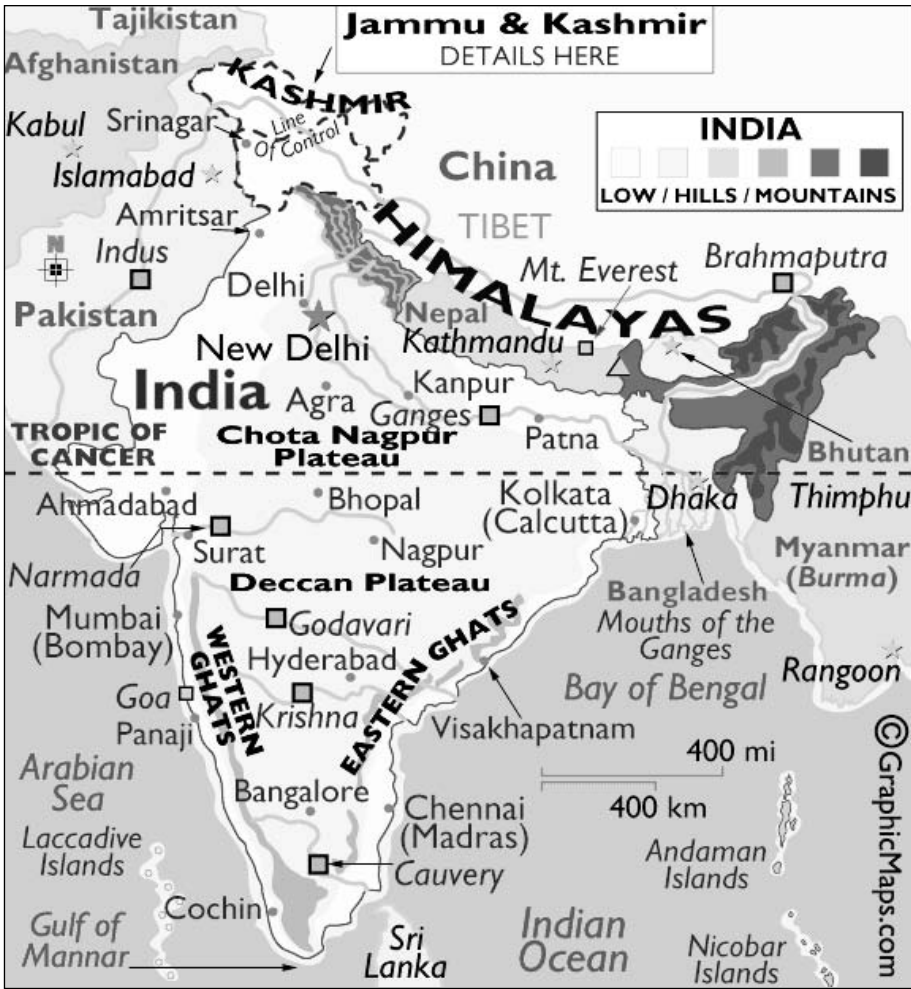 Tajikistan
Jammu & Kashmir
DETAILS HERE
Afghanistan
KASHMIR
Kabul
Srinagar
Line
Of Control
INDIA
LOW / HILLS / MOUNTAINS
Islamabad
China
TIBET
Amritsar
N
Indus
HIMALAYAS
Mt. Everest
Brahmaputra
Delhi
Pakistan
Nepal
Kathmandu
New Delhi
India
Agra
Kanpur
Ganges
Patna
TROPIC OF
CANCER
Chota Nagpur
Plateau
Bhutan
Ahmadabad
Bhopal
Kolkata
(Calcutta)
Dhaka
Thimphu
Surat
Nagpur
Narmada
Deccan Plateau
Myanmar
(Burma)
Bangladesh
Mouths of the
Ganges
Mumbai
(Bombay)
Godavari
WESTERN
GHATS
EASTERN GHATS
Hyderabad
Rangoon
Goa
Krishna
Bay of Bengal
Panaji
Visakhapatnam
Arabian
Sea
400 mi
400 km
Bangalore
Chennai
(Madras)
Laccadive
Islands
Cauvery
Andaman
Islands
Cochin
Gulf of
Mannar
Sri
Lanka
Indian
Ocean
Nicobar
Islands
©GraphicMaps.com